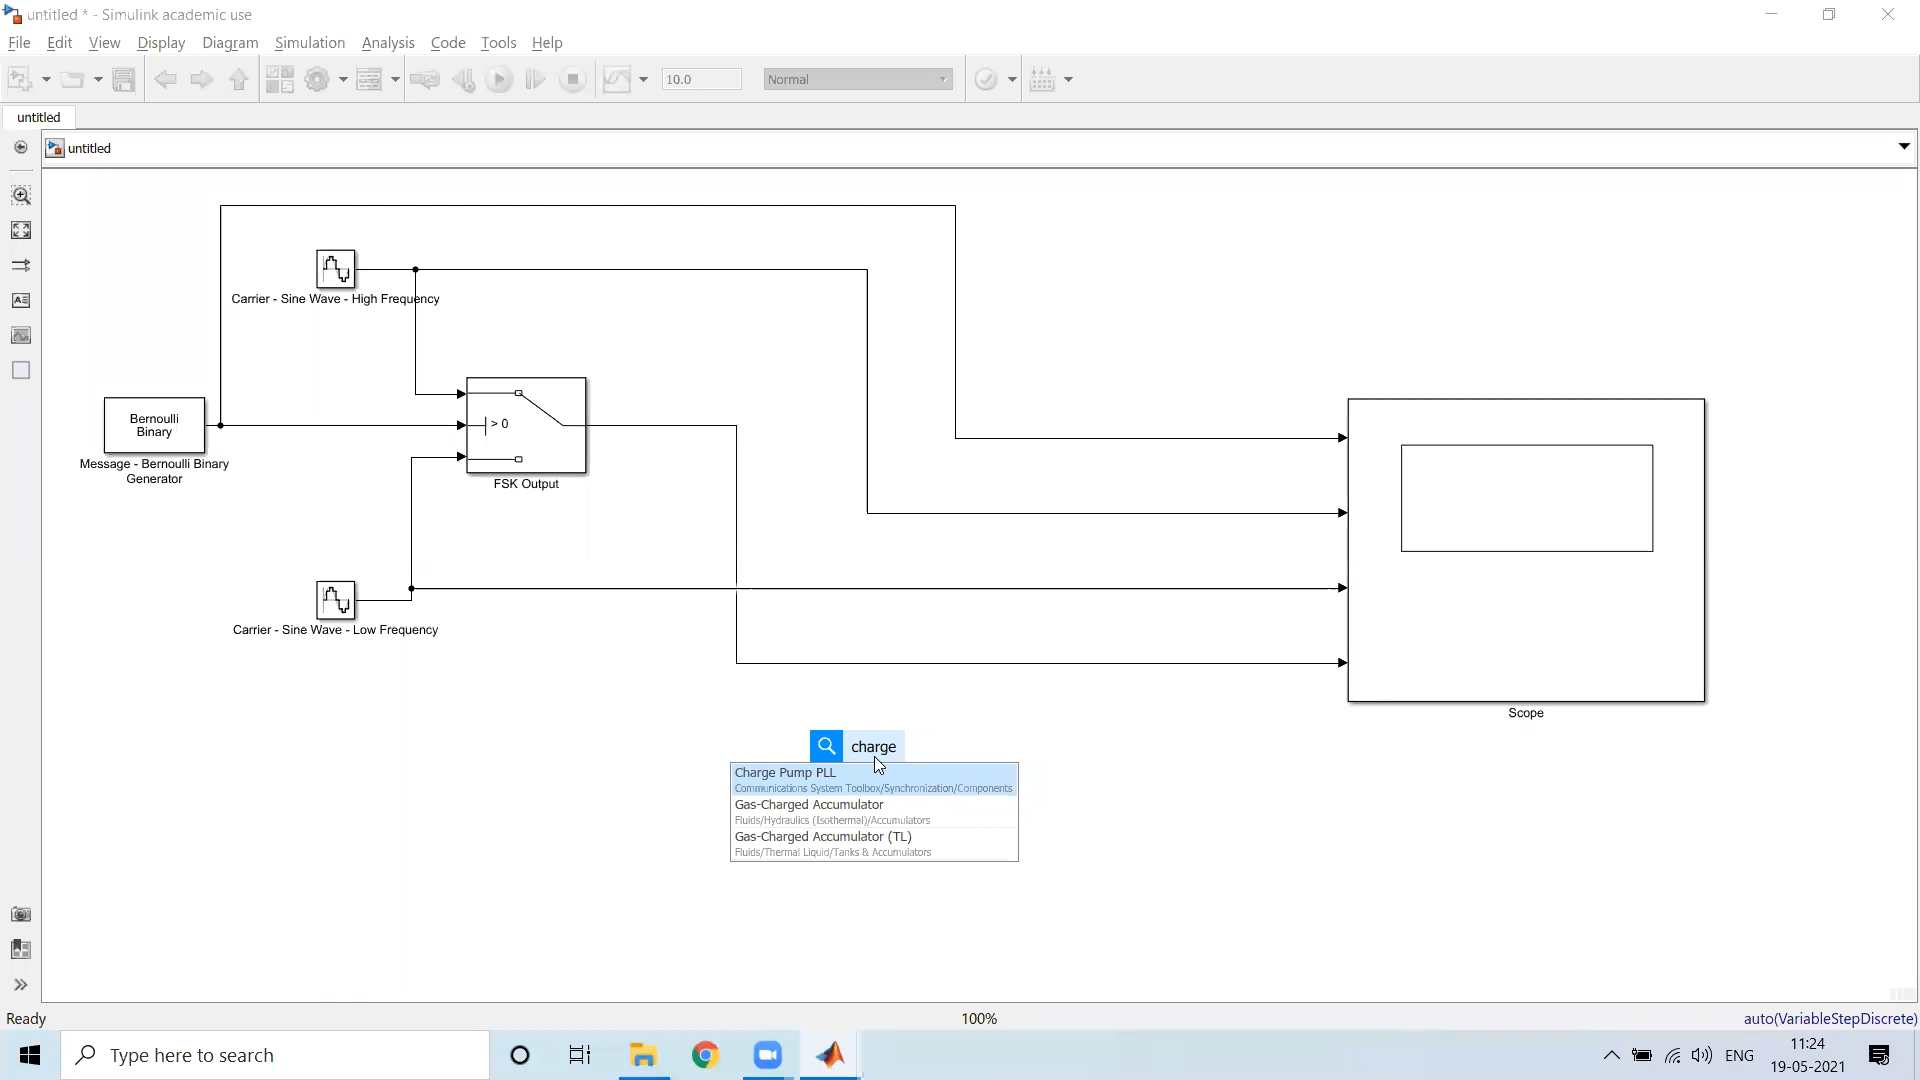 untitled * - Simulink academic use
File Edit View Display Diagram Simulation Analysis Code Tools Help
10.0 Normal
untitled
untitled
Carrier - Sine Wave - High Frequency
Bernoulli
Binary
Message - Bernoulli Binary
Generator
> 0
FSK Output
Carrier - Sine Wave - Low Frequency
Scope
charge
Charge Pump PLL
Communications System Toolbox/Synchronization/Components
Gas-Charged Accumulator
Fluids/Hydraulics (Isothermal)/Accumulators
Gas-Charged Accumulator (TL)
Fluids/Thermal Liquid/Tanks & Accumulators
Ready 100% auto(VariableStepDiscrete)
Type here to search
ENG
11:24
19-05-2021